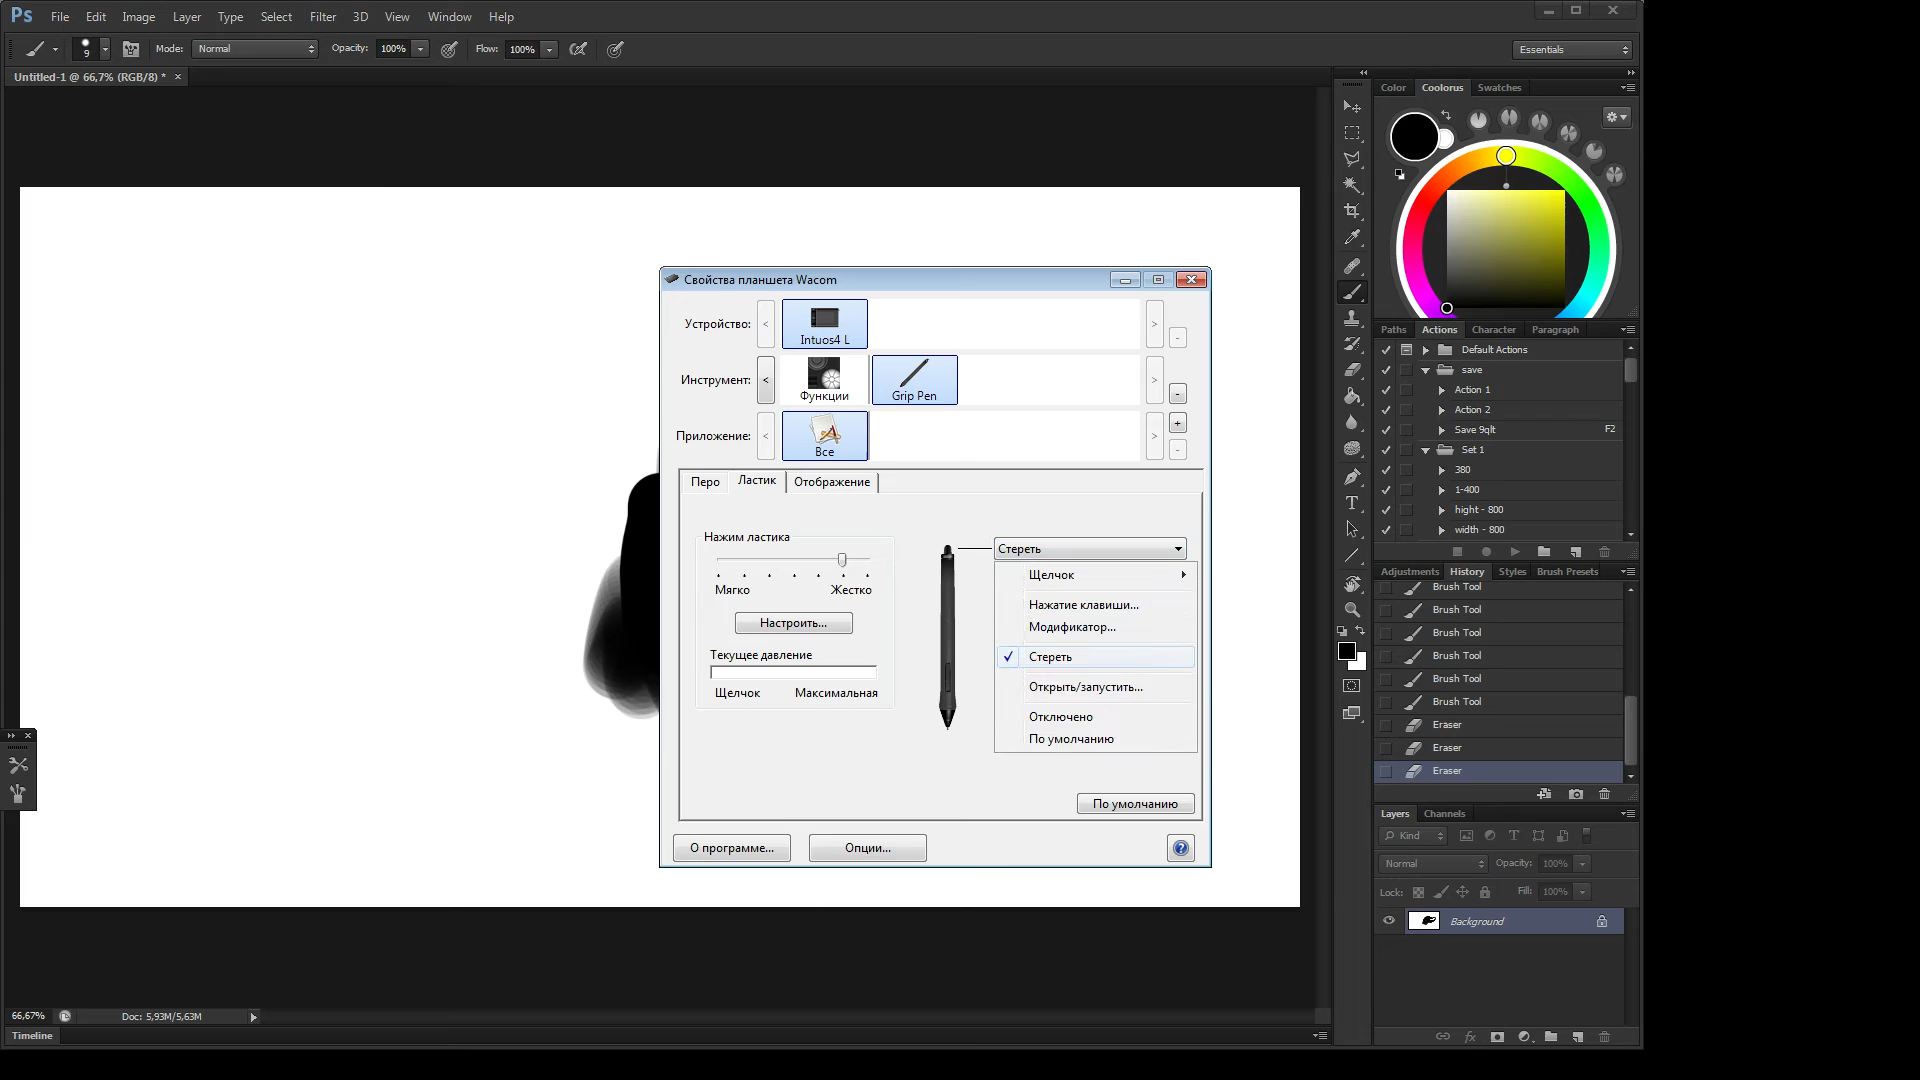 Ps File Edit Image Layer Type Select Filter 3D View Window Help
9 Mode: Normal Opacity: 100% Flow: 100% Essentials
Untitled-1 @ 66,7% (RGB/8) * ×
Color Coolorus Swatches
Свойства планшета Wacom
Устройство:
Intuos4 L
Инструмент:
Функции
Grip Pen
Приложение:
Все
Перо Ластик Отображение
Нажим ластика
Мягко Жестко
Настроить...
Текущее давление
Щелчок Максимальная
Стереть
Щелчок
Нажатие клавиши...
Модификатор...
Стереть
Открыть/запустить...
Отключено
По умолчанию
По умолчанию
О программе... Опции...
Paths Actions Character Paragraph
Default Actions
save
Action 1
Action 2
Save 9qlt F2
Set 1
380
1-400
hight - 800
width - 800
Adjustments History Styles Brush Presets
Brush Tool
Brush Tool
Brush Tool
Brush Tool
Brush Tool
Brush Tool
Eraser
Eraser
Eraser
Layers Channels
Kind
Normal Opacity: 100%
Lock: Fill: 100%
Background
66,67% Doc: 5,93M/5,63M
Timeline